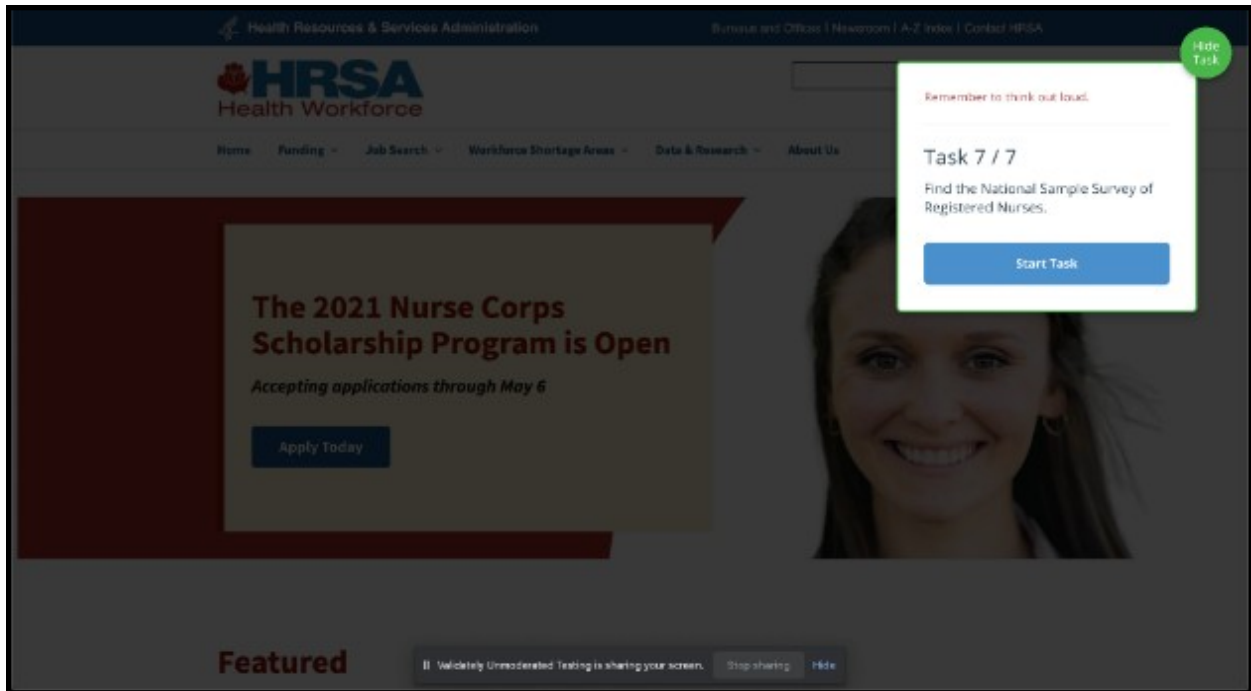 Health Resources & Services Administration
Bureaus and Offices | Newsroom | A-Z Index | Contact HRSA
Hide
Task
HRSA
Health Workforce
Remember to think out loud.
Home Funding Job Search Workforce Shortage Areas Data & Research About Us
Task 7 / 7
Find the National Sample Survey of
Registered Nurses.
Start Task
The 2021 Nurse Corps
Scholarship Program is Open
Accepting applications through May 6
Apply Today
Featured
Validately Unmoderated Testing is sharing your screen. Stop sharing Hide